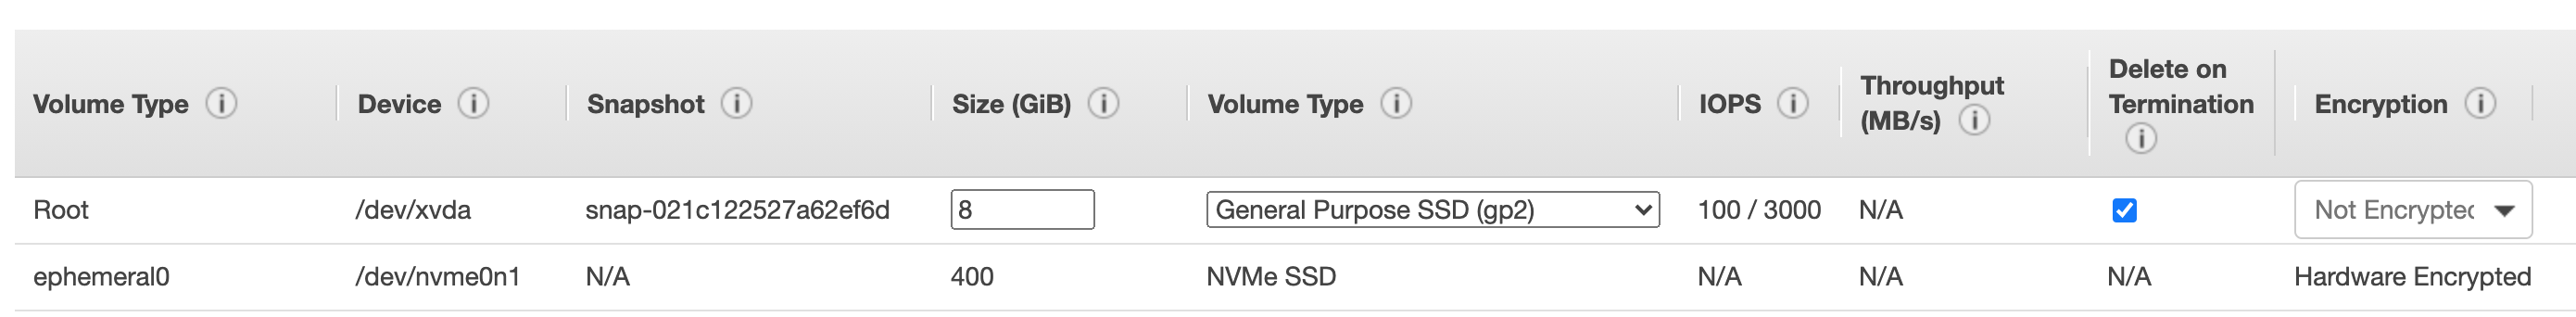 Volume Type Device Snapshot Size (GiB) Volume Type IOPS Throughput (MB/s) Delete on Termination Encryption
Root /dev/xvda snap-021c122527a62ef6d 8 General Purpose SSD (gp2) 100 / 3000 N/A Not Encrypted
ephemeral0 /dev/nvme0n1 N/A 400 NVMe SSD N/A N/A N/A Hardware Encrypted